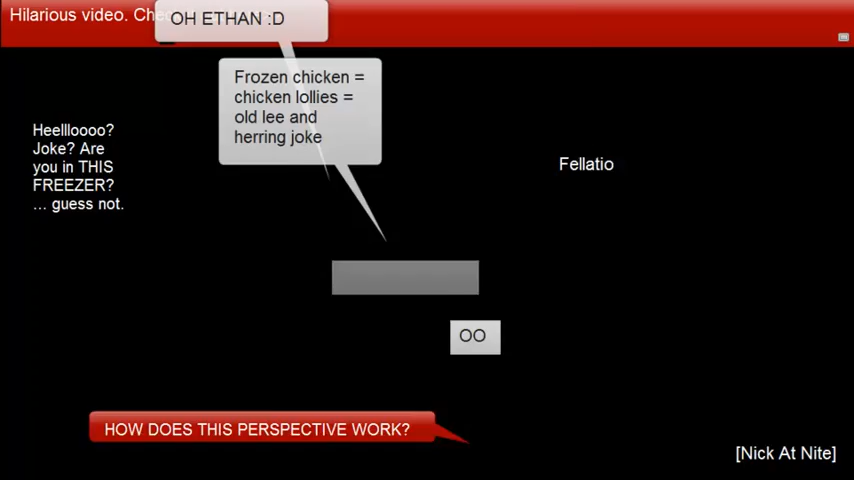 Hilarious video. Che
OH ETHAN :D
Frozen chicken =
chicken lollies =
old lee and
herring joke
Heellloooo?
Joke? Are
you in THIS
FREEZER?
... guess not.
Fellatio
OO
HOW DOES THIS PERSPECTIVE WORK?
[Nick At Nite]